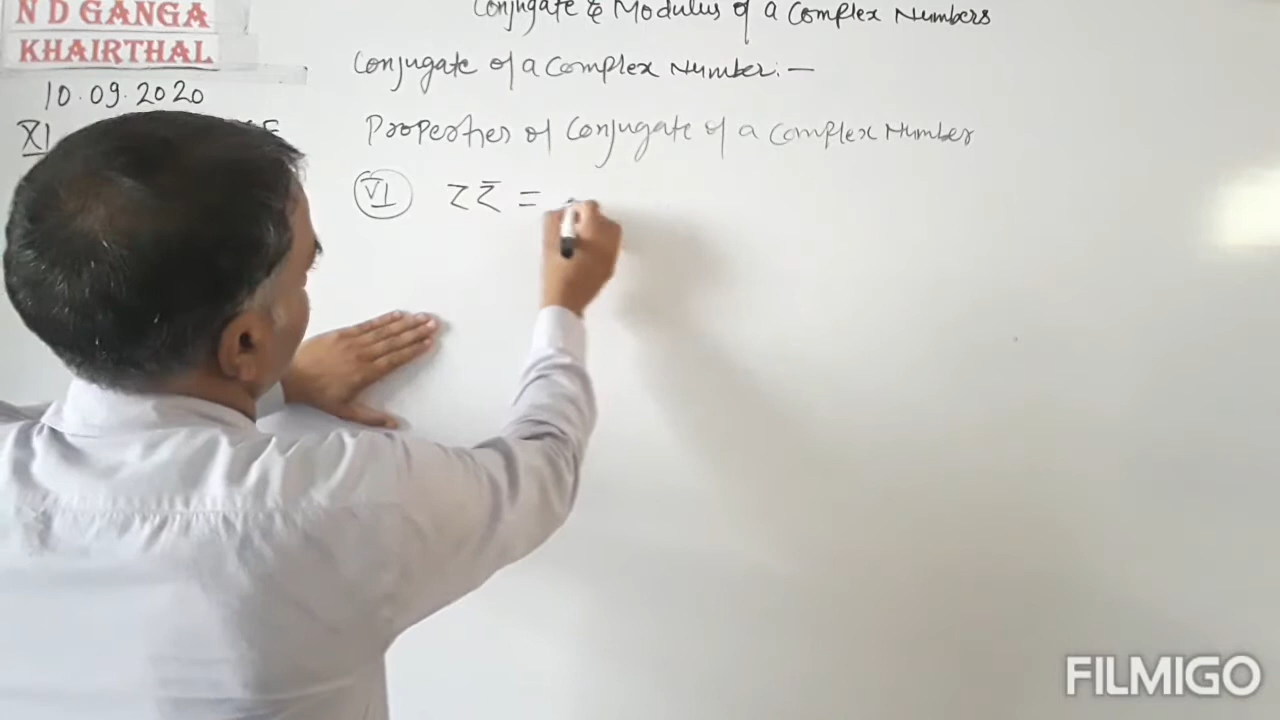 N D GANGA
KHAIRTHAL
10.09.2020
XI
Conjugate & Modulus of a Complex Numbers
Conjugate of a Complex Number:—
Properties of Conjugate of a Complex Number
VI z z̄ =
FILMIGO